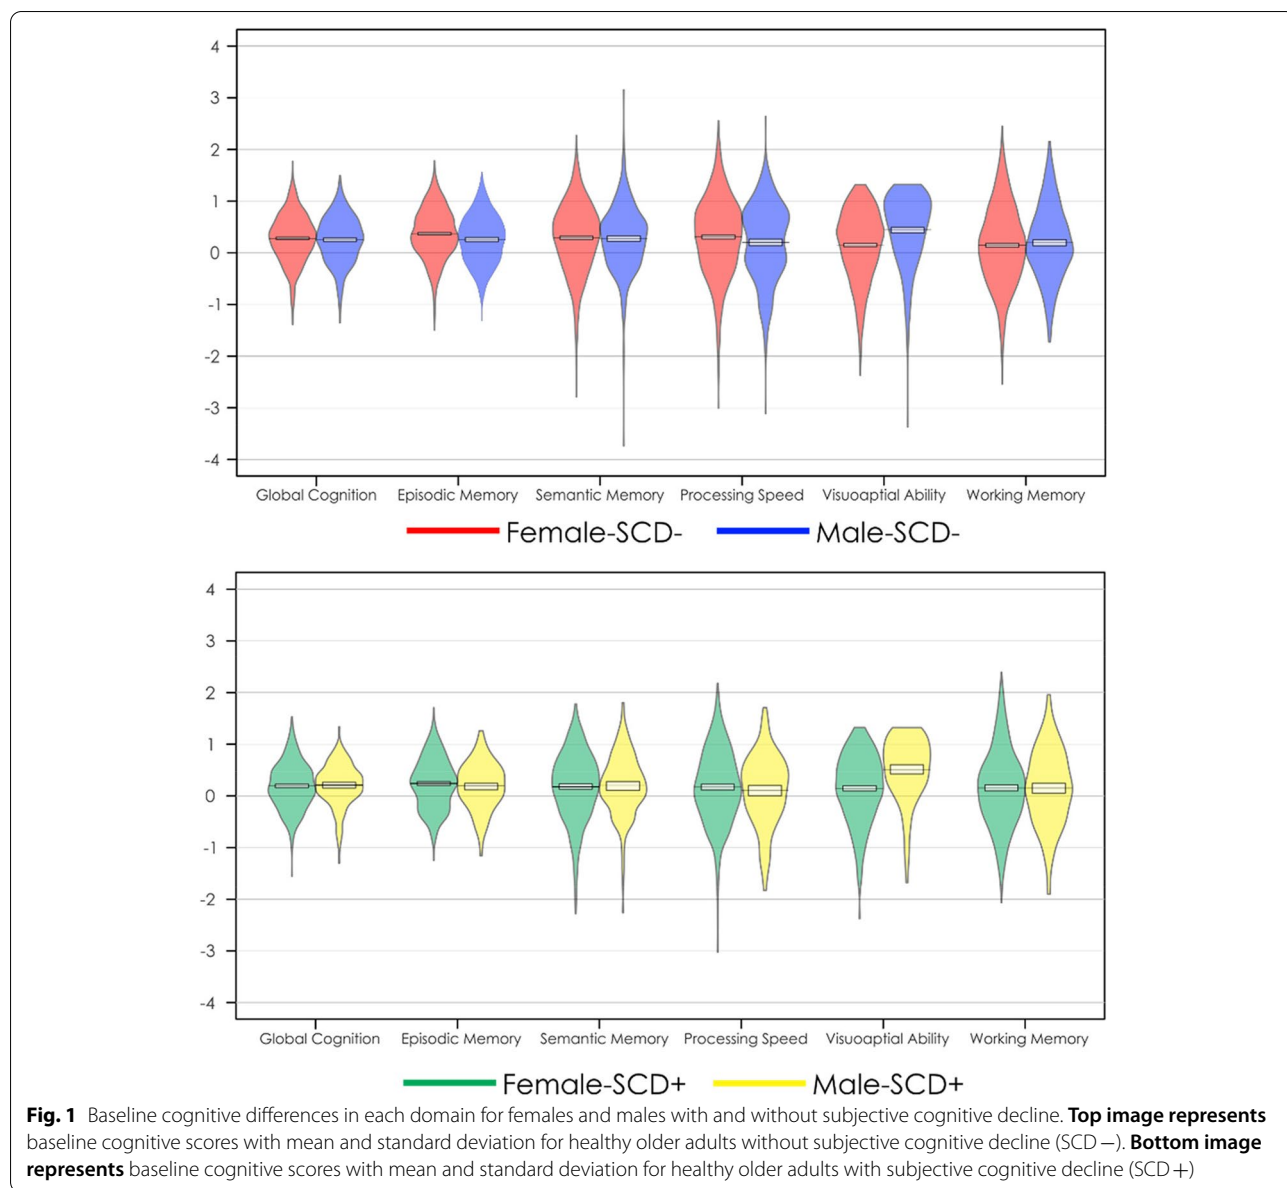 4
3
2
1
0
-1
-2
-3
-4
Global Cognition Episodic Memory Semantic Memory Processing Speed Visuoaptial Ability Working Memory
Female-SCD- Male-SCD-
4
3
2
1
0
-1
-2
-3
-4
Global Cognition Episodic Memory Semantic Memory Processing Speed Visuoaptial Ability Working Memory
Female-SCD+ Male-SCD+
Fig. 1 Baseline cognitive differences in each domain for females and males with and without subjective cognitive decline. Top image represents
baseline cognitive scores with mean and standard deviation for healthy older adults without subjective cognitive decline (SCD−). Bottom image
represents baseline cognitive scores with mean and standard deviation for healthy older adults with subjective cognitive decline (SCD+)